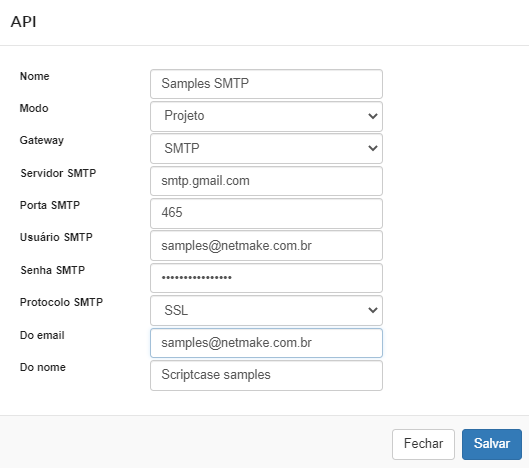 API
Nome Samples SMTP
Modo Projeto
Gateway SMTP
Servidor SMTP smtp.gmail.com
Porta SMTP 465
Usuário SMTP samples@netmake.com.br
Senha SMTP ••••••••••••••••
Protocolo SMTP SSL
Do email samples@netmake.com.br
Do nome Scriptcase samples
Fechar Salvar